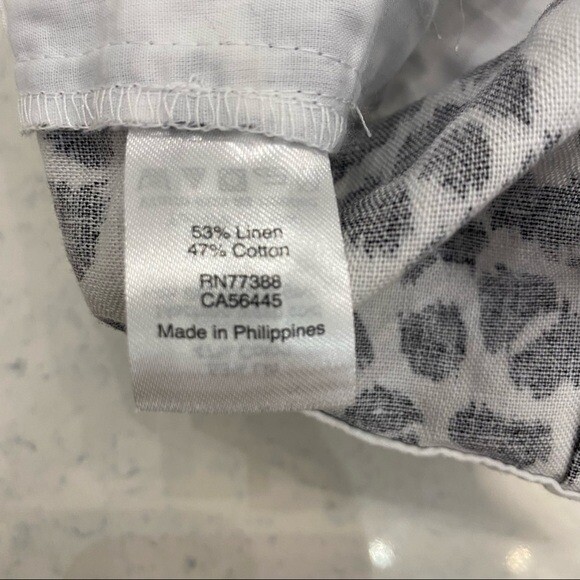 53% Linen
47% Cotton
RN77388
CA56445
Made in Philippines